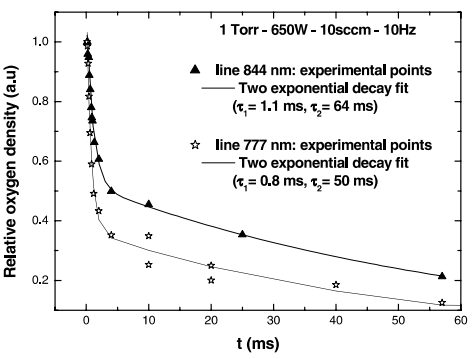 1 Torr - 650W - 10sccm - 10Hz
line 844 nm: experimental points
Two exponential decay fit
(τ₁= 1.1 ms, τ₂= 64 ms)
line 777 nm: experimental points
Two exponential decay fit
(τ₁= 0.8 ms, τ₂= 50 ms)
Relative oxygen density (a.u)
1.0
0.8
0.6
0.4
0.2
0 10 20 30 40 50 60
t (ms)